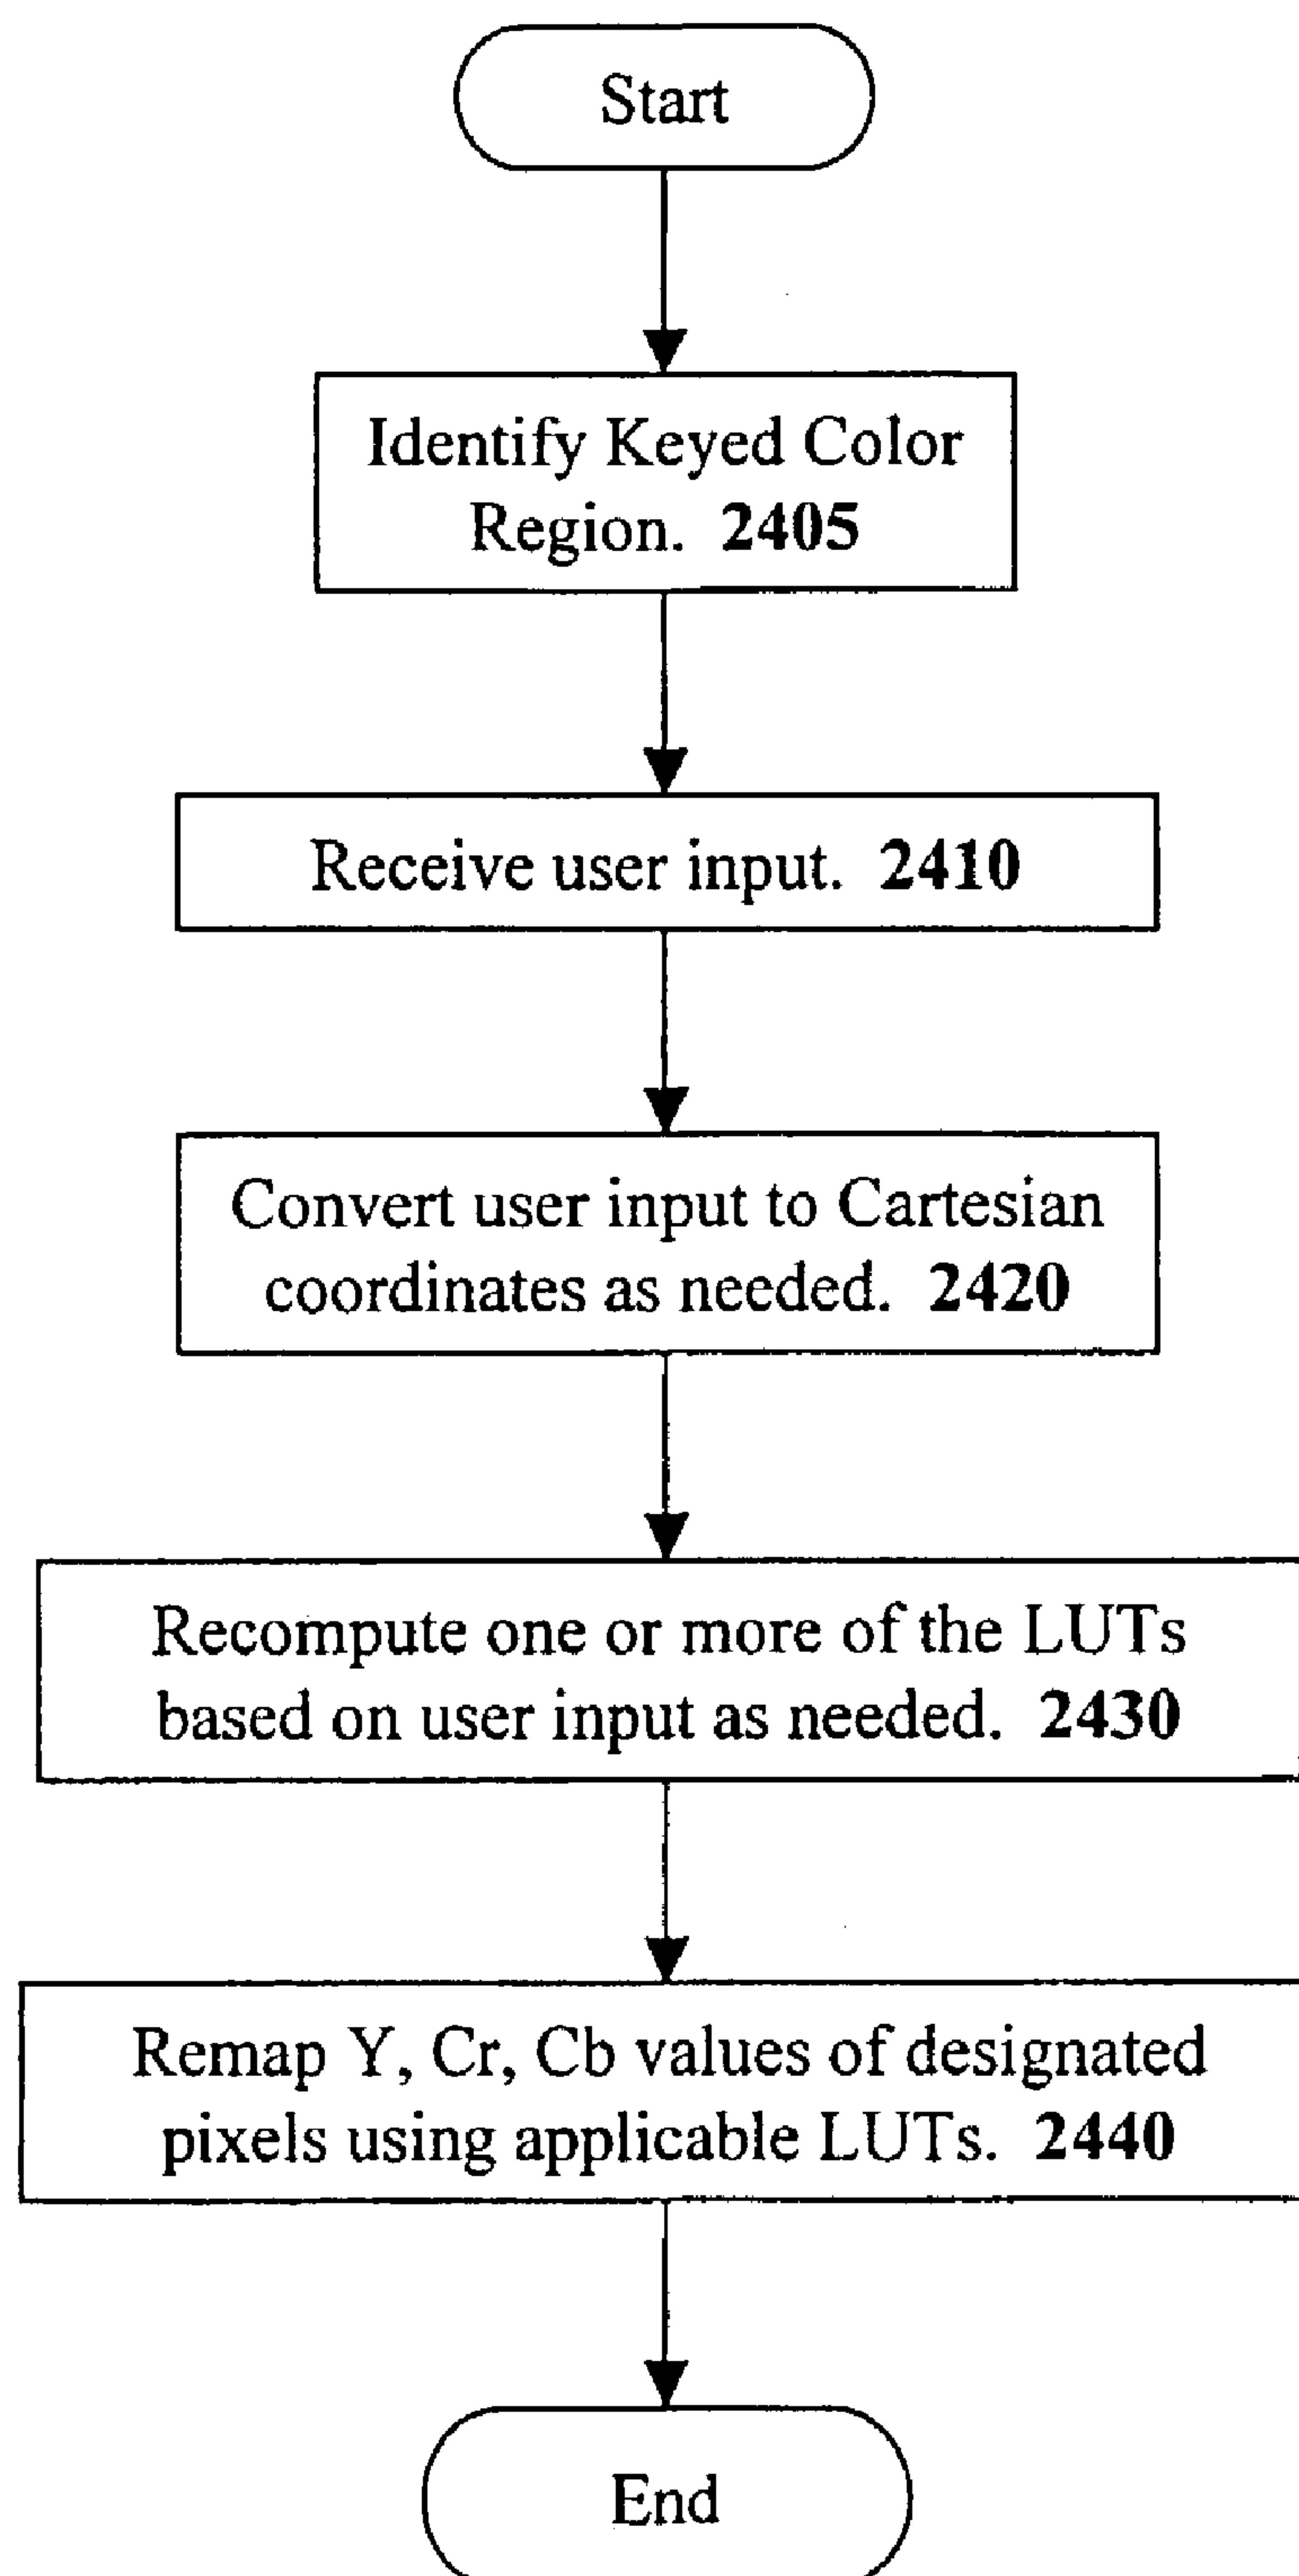 Start
Identify Keyed Color
Region. 2405
Receive user input. 2410
Convert user input to Cartesian
coordinates as needed. 2420
Recompute one or more of the LUTs
based on user input as needed. 2430
Remap Y, Cr, Cb values of designated
pixels using applicable LUTs. 2440
End